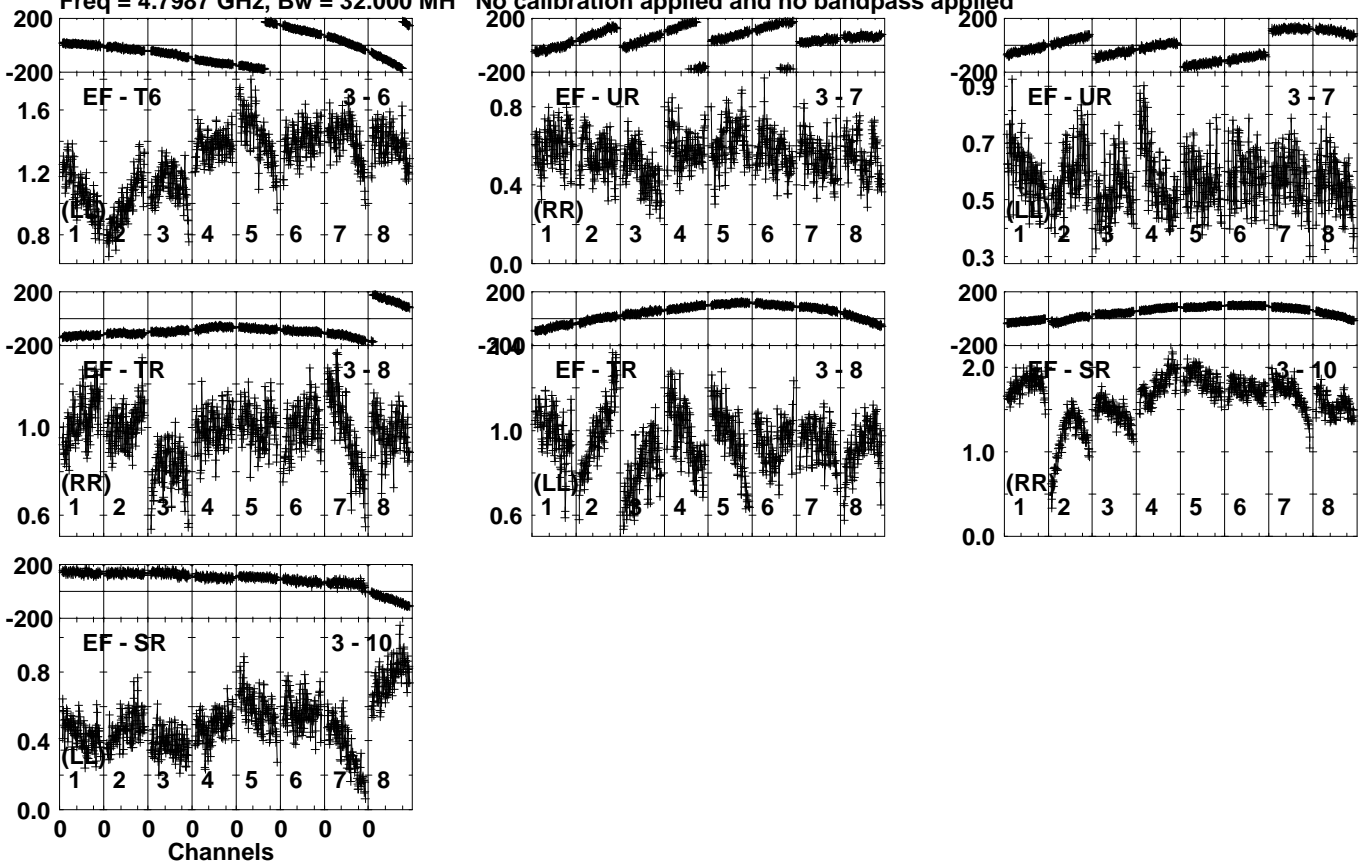 Freq = 4.7987 GHz, Bw = 32.000 MH   No calibration applied and no bandpass applied
200
-200
EF - T6
3 - 6
1.6
1.2
0.8
(LL)
1 2 3 4 5 6 7 8
200
-200
EF - UR
3 - 7
0.8
0.4
0.0
(RR)
1 2 3 4 5 6 7 8
200
-200
EF - UR
3 - 7
0.9
0.7
0.5
0.3
(LL)
1 2 3 4 5 6 7 8
200
-200
EF - TR
3 - 8
1.0
0.6
(RR)
1 2 3 4 5 6 7 8
200
-200
EF - TR
3 - 8
1.0
0.6
(LL)
1 2 3 4 5 6 7 8
200
-200
EF - SR
3 - 10
2.0
1.0
0.0
(RR)
1 2 3 4 5 6 7 8
200
-200
EF - SR
3 - 10
0.8
0.4
0.0
(LL)
1 2 3 4 5 6 7 8
0 0 0 0 0 0 0 0
Channels